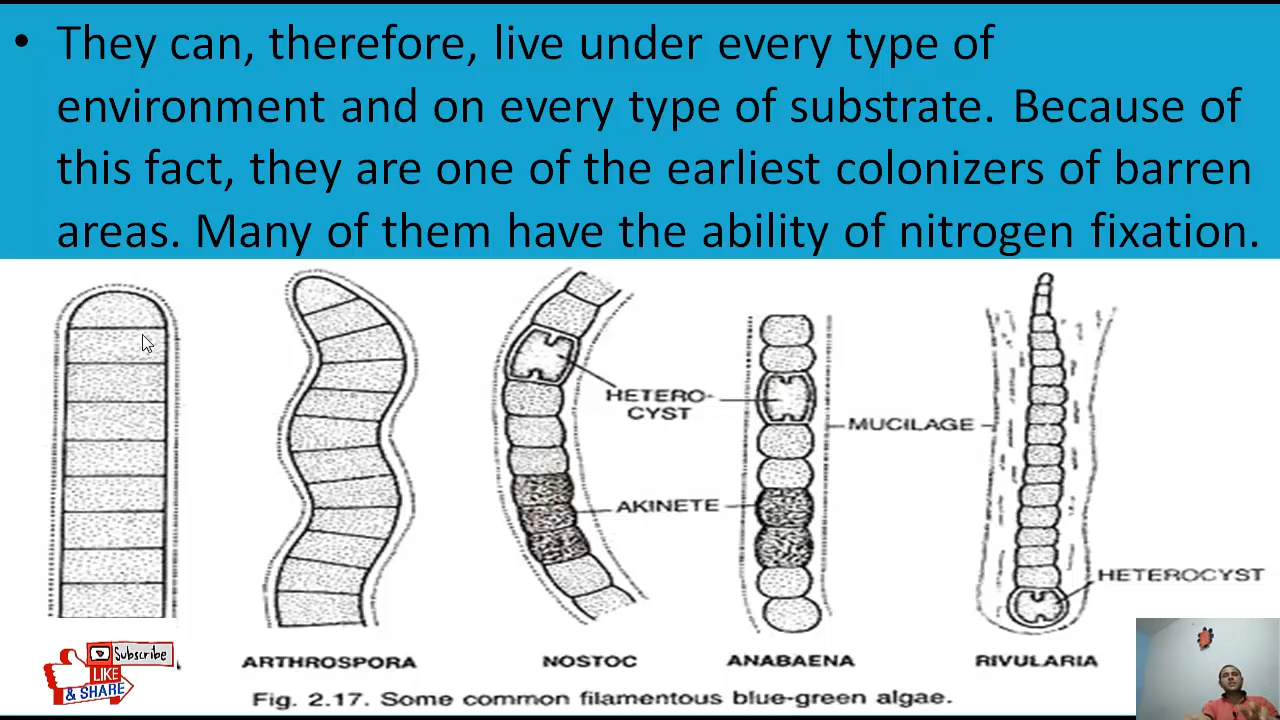 • They can, therefore, live under every type of
environment and on every type of substrate. Because of
this fact, they are one of the earliest colonizers of barren
areas. Many of them have the ability of nitrogen fixation.
HETERO-
CYST
MUCILAGE
AKINETE
HETEROCYST
Subscribe
LIKE
& SHARE
ARTHROSPORA
NOSTOC
ANABAENA
RIVULARIA
Fig. 2.17. Some common filamentous blue-green algae.